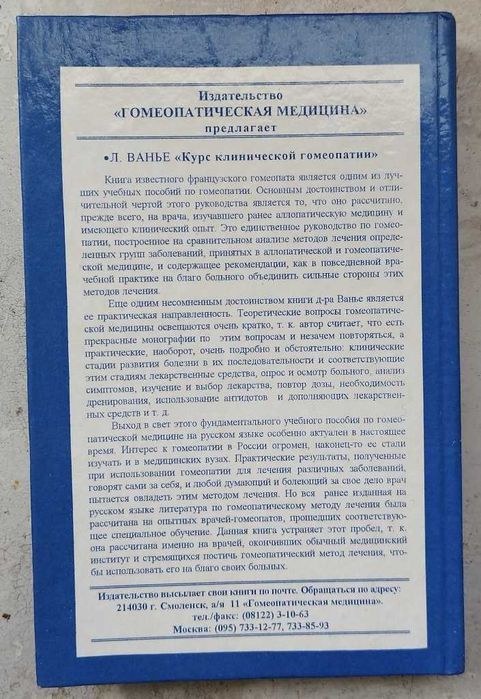 Издательство
«ГОМЕОПАТИЧЕСКАЯ МЕДИЦИНА»
предлагает
•Л. ВАНЬЕ «Курс клинической гомеопатии»
Книга известного французского гомеопата является одним из луч-
ших учебных пособий по гомеопатии. Основным достоинством и отли-
чительной чертой этого руководства является то, что оно рассчитано,
прежде всего, на врача, изучавшего ранее аллопатическую медицину и
имеющего клинический опыт. Это единственное руководство по гомео-
патии, построенное на сравнительном анализе методов лечения опреде-
ленных групп заболеваний, принятых в аллопатической и гомеопатиче-
ской медицине, и содержащее рекомендации, как в повседневной вра-
чебной практике на благо больного объединить сильные стороны этих
методов лечения.
Еще одним несомненным достоинством книги д-ра Ванье является
ее практическая направленность. Теоретические вопросы гомеопатиче-
ской медицины освещаются очень кратко, т. к. автор считает, что есть
прекрасные монографии по этим вопросам и незачем повторяться, а
практические, наоборот, очень подробно и обстоятельно: клинические
стадии развития болезни в их последовательности и соответствующие
этим стадиям лекарственные средства, опрос и осмотр больного, анализ
симптомов, изучение и выбор лекарства, повтор дозы, необходимость
дренирования, использование антидотов и дополняющих лекарствен-
ных средств и т. д.
Выход в свет этого фундаментального учебного пособия по гомео-
патической медицине на русском языке особенно актуален в настоящее
время. Интерес к гомеопатии в России огромен, наконец-то ее стали
изучать и в медицинских вузах. Практические результаты, полученные
при использовании гомеопатии для лечения различных заболеваний,
говорят сами за себя, и любой думающий и болеющий за свое дело врач
пытается овладеть этим методом лечения. Но вся ранее изданная на
русском языке литература по гомеопатическому методу лечения была
рассчитана на опытных врачей-гомеопатов, прошедших соответствую-
щее специальное обучение. Данная книга устраняет этот пробел, т. к.
она рассчитана именно на врачей, окончивших обычный медицинский
институт и стремящихся постичь гомеопатический метод лечения, что-
бы использовать его на благо своих больных.
Издательство высылает свои книги по почте. Обращаться по адресу:
214030 г. Смоленск, а/я 11 «Гомеопатическая медицина».
тел./факс: (08122) 3-10-63
Москва: (095) 733-12-77, 733-85-93